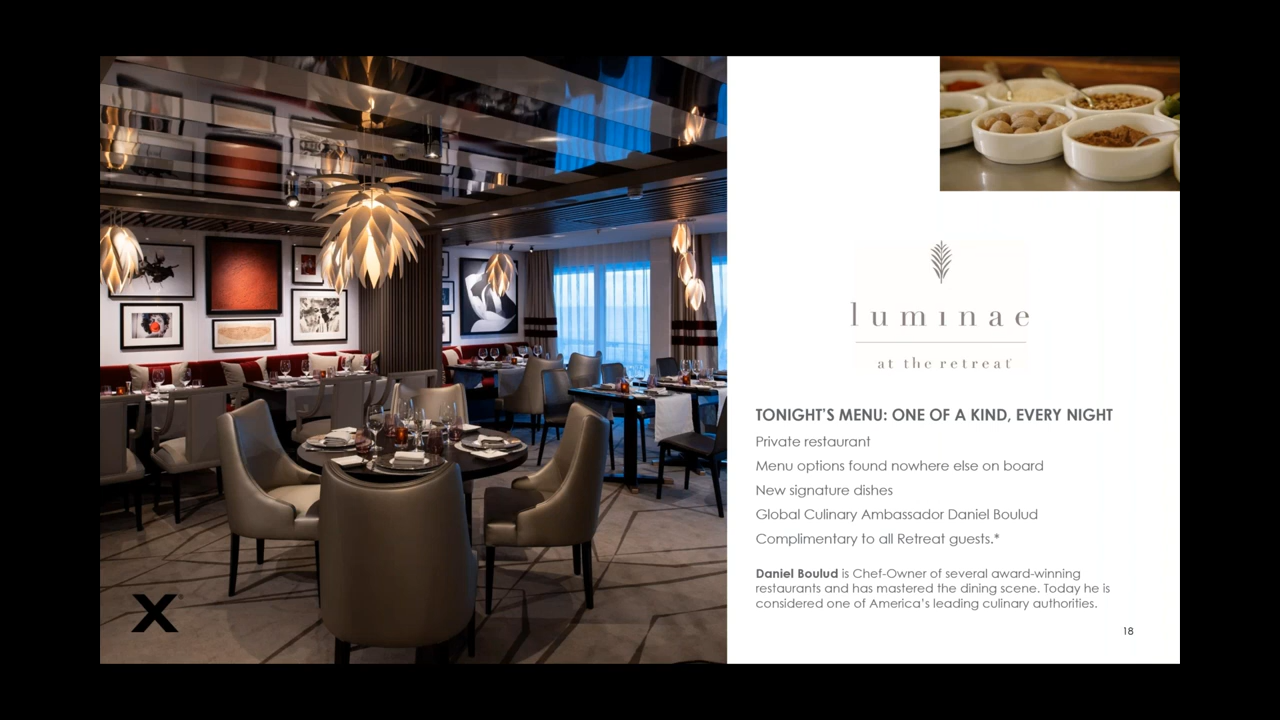 luminae
at the retreat
TONIGHT'S MENU: ONE OF A KIND, EVERY NIGHT
Private restaurant
Menu options found nowhere else on board
New signature dishes
Global Culinary Ambassador Daniel Boulud
Complimentary to all Retreat guests.*
Daniel Boulud is Chef-Owner of several award-winning
restaurants and has mastered the dining scene. Today he is
considered one of America's leading culinary authorities.
X
18